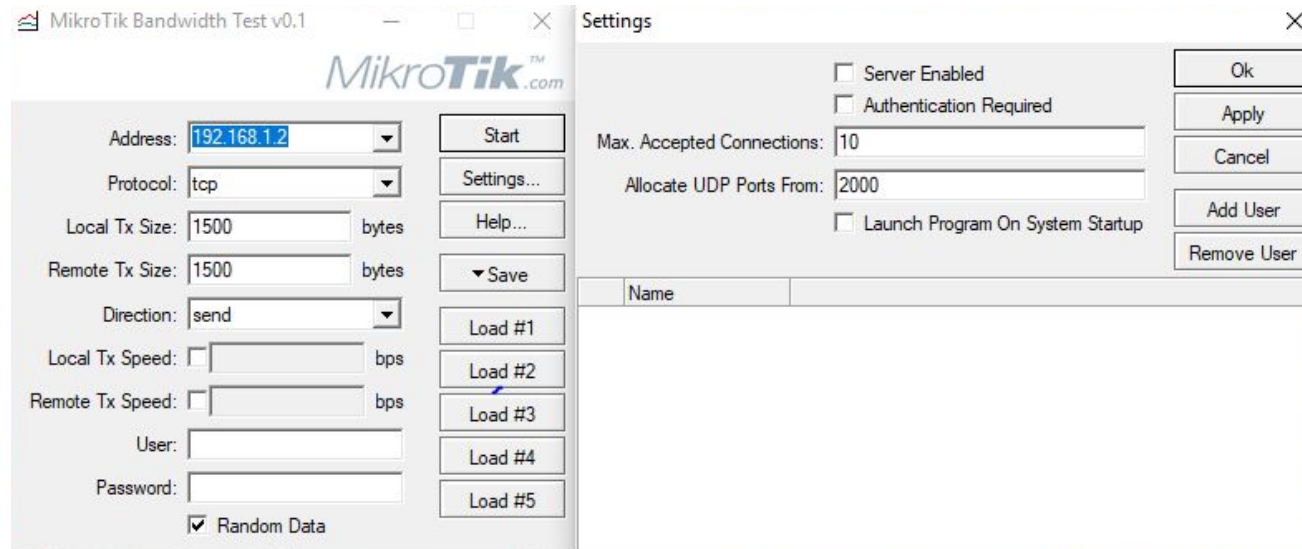 MikroTik Bandwidth Test v0.1
MikroTik™.com
Address: 192.168.1.2
Start
Protocol: tcp
Settings...
Local Tx Size: 1500 bytes
Help...
Remote Tx Size: 1500 bytes
Save
Direction: send
Load #1
Local Tx Speed: bps
Load #2
Remote Tx Speed: bps
Load #3
User:
Load #4
Password:
Load #5
Random Data
Settings
Server Enabled
Ok
Authentication Required
Apply
Max. Accepted Connections: 10
Cancel
Allocate UDP Ports From: 2000
Add User
Launch Program On System Startup
Remove User
Name